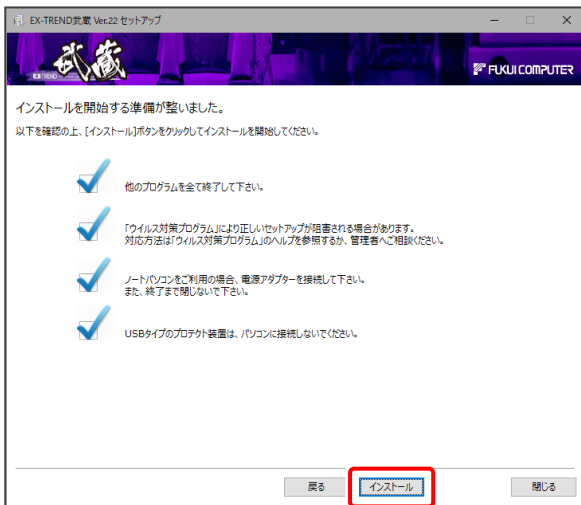 EX-TREND武蔵 Ver.22 セットアップ
EX-TREND 武蔵
FUKUI COMPUTER
インストールを開始する準備が整いました。
以下を確認の上、[インストール]ボタンをクリックしてインストールを開始してください。
他のプログラムを全て終了して下さい。
「ウイルス対策プログラム」により正しいセットアップが阻害される場合があります。
対応方法は「ウィルス対策プログラム」のヘルプを参照するか、管理者へご相談ください。
ノートパソコンをご利用の場合、電源アダプターを接続して下さい。
また、終了まで閉じないで下さい。
USBタイプのプロテクト装置は、パソコンに接続しないでください。
戻る
インストール
閉じる